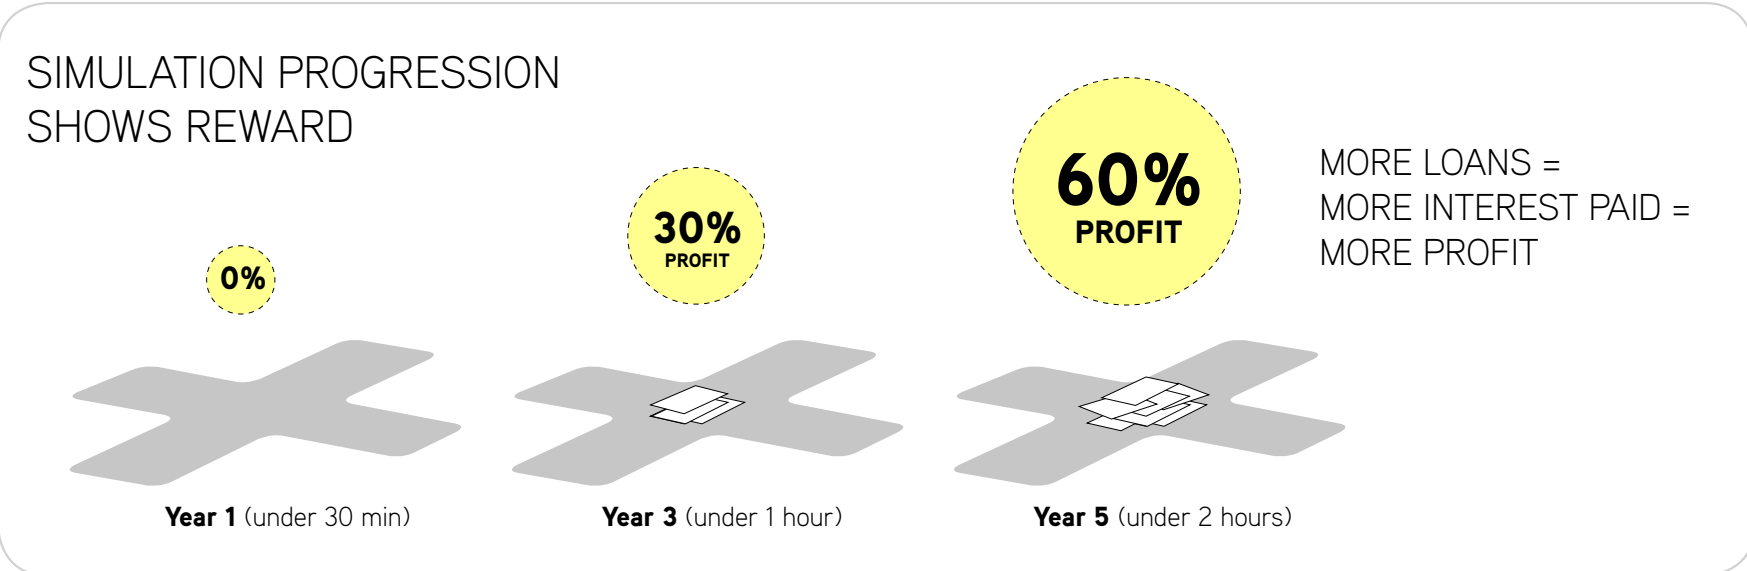 SIMULATION PROGRESSION
SHOWS REWARD
0%
30%
PROFIT
60%
PROFIT
MORE LOANS =
MORE INTEREST PAID =
MORE PROFIT
Year 1 (under 30 min)
Year 3 (under 1 hour)
Year 5 (under 2 hours)